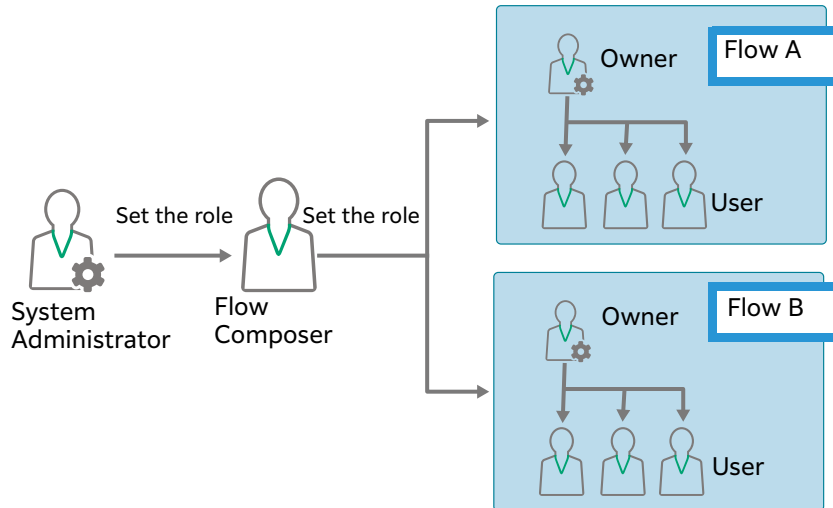 Set the role
System
Administrator
Set the role
Flow
Composer
Owner
Flow A
User
Owner
Flow B
User